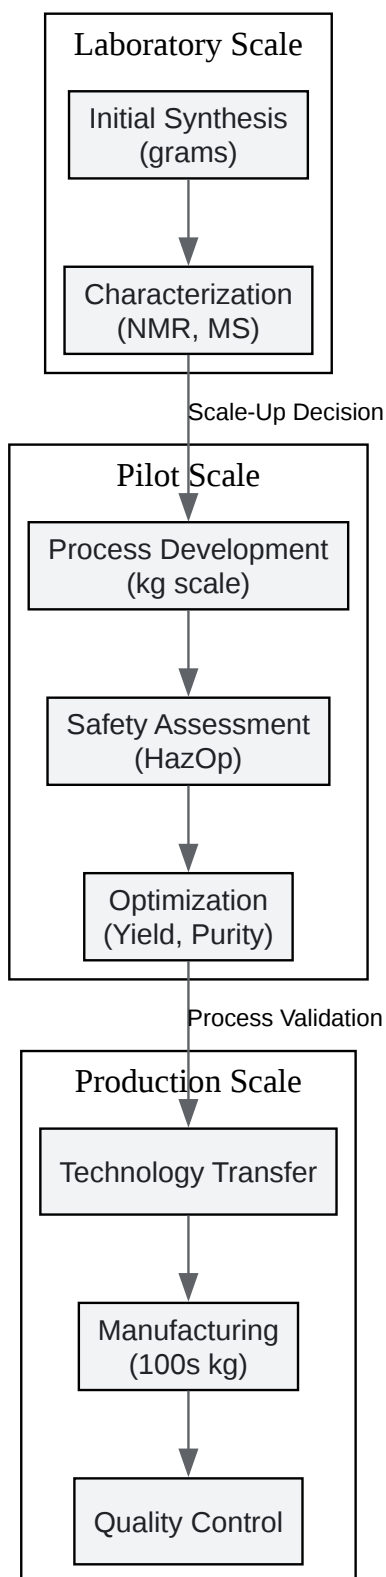 Laboratory Scale
Initial Synthesis
(grams)
Characterization
(NMR, MS)
Scale-Up Decision
Pilot Scale
Process Development
(kg scale)
Safety Assessment
(HazOp)
Optimization
(Yield, Purity)
Process Validation
Production Scale
Technology Transfer
Manufacturing
(100s kg)
Quality Control